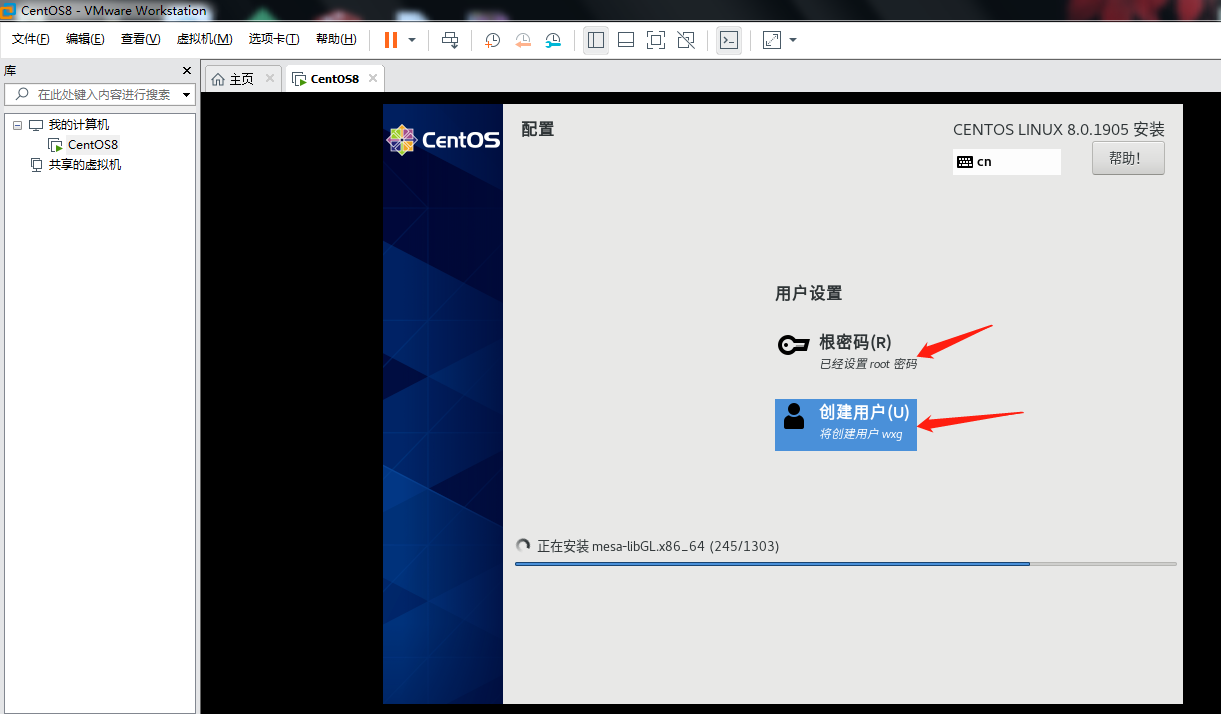 CentOS8 - VMware Workstation
文件(F) 编辑(E) 查看(V) 虚拟机(M) 选项卡(T) 帮助(H)
库
在此处键入内容进行搜索
我的计算机
CentOS8
共享的虚拟机
主页
CentOS8
CentOS
配置
CENTOS LINUX 8.0.1905 安装
cn
帮助!
用户设置
根密码(R)
已经设置 root 密码
创建用户(U)
将创建用户 wxg
正在安装 mesa-libGL.x86_64 (245/1303)